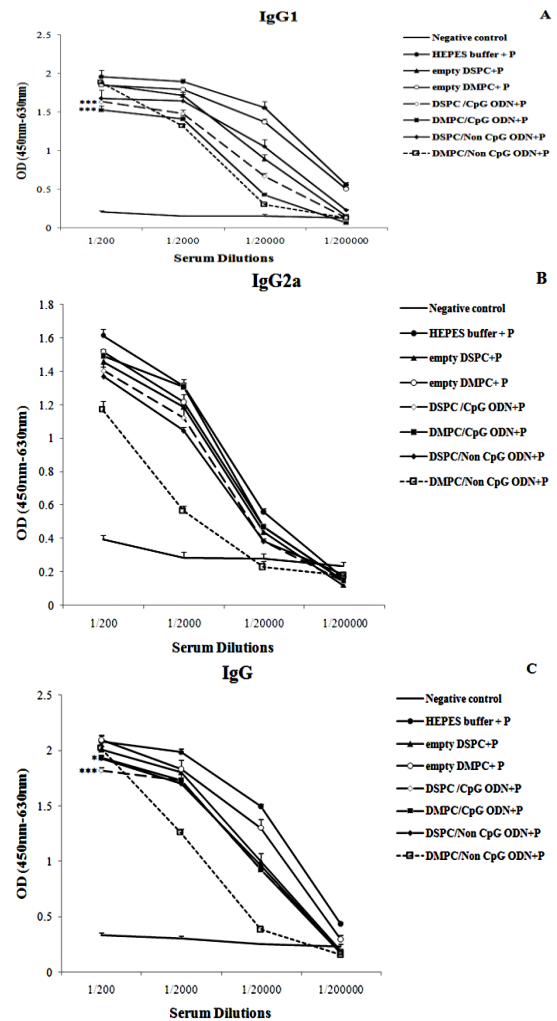 IgG1
A
OD (450nm-630nm)
2.5
2
1.5
1
0.5
0
***
***
1/200 1/2000 1/20000 1/200000
Serum Dilutions
Negative control
HEPES buffer + P
empty DSPC+P
empty DMPC+ P
DSPC /CpG ODN+P
DMPC/CpG ODN+P
DSPC/Non CpG ODN+P
DMPC/Non CpG ODN+P
IgG2a
B
OD (450nm-630nm)
1.8
1.6
1.4
1.2
1
0.8
0.6
0.4
0.2
0
1/200 1/2000 1/20000 1/200000
Serum Dilutions
Negative control
HEPES buffer + P
empty DSPC+P
empty DMPC+ P
DSPC /CpG ODN+P
DMPC/CpG ODN+P
DSPC/Non CpG ODN+P
DMPC/Non CpG ODN+P
IgG
C
OD (450nm-630nm)
2.5
2
1.5
1
0.5
0
*
***
1/200 1/2000 1/20000 1/200000
Serum Dilutions
Negative control
HEPES buffer + P
empty DSPC+P
empty DMPC+ P
DSPC /CpG ODN+P
DMPC/CpG ODN+P
DSPC/Non CpG ODN+P
DMPC/Non CpG ODN+P